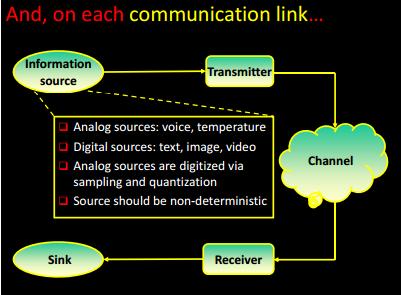 And, on each communication link…
Information
source
Transmitter
❑ Analog sources: voice, temperature
❑ Digital sources: text, image, video
❑ Analog sources are digitized via
sampling and quantization
❑ Source should be non-deterministic
Channel
Sink
Receiver